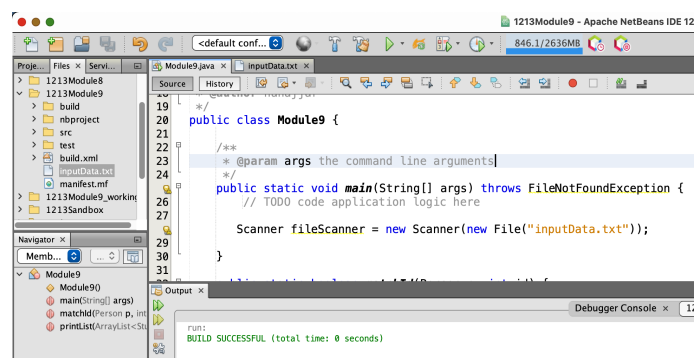 1213Module9 - Apache NetBeans IDE 12
<default conf...
846.1/2636MB
Proje...
Files ×
Servi...
1213Module8
1213Module9
build
nbproject
src
test
build.xml
inputData.txt
manifest.mf
1213Module9_working
1213Sandbox
Navigator ×
Memb...
...
Module9
Module9()
main(String[] args)
matchId(Person p, int
printList(ArrayList<Stu
Module9.java ×
inputData.txt ×
Source
History
19 */
20 public class Module9 {
21
22 /**
23 * @param args the command line arguments
24 */
public static void main(String[] args) throws FileNotFoundException {
26 // TODO code application logic here
27
Scanner fileScanner = new Scanner(new File("inputData.txt"));
29
30 }
31
Output ×
Debugger Console ×
12
run:
BUILD SUCCESSFUL (total time: 0 seconds)